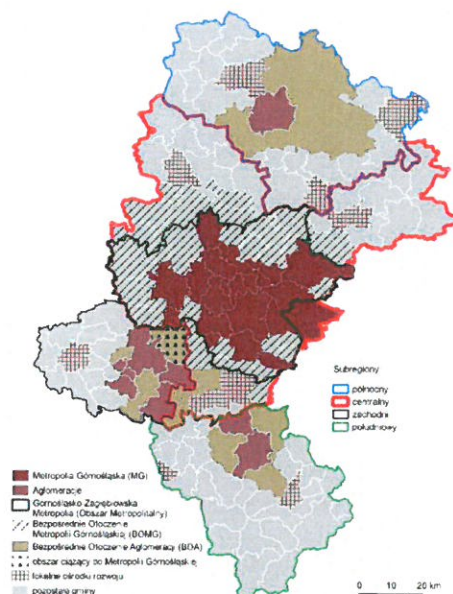 Subregiony
północny
centralny
zachodni
południowy
Metropolia Górnośląska (MG)
Aglomeracje
Górnośląsko Zagłębiowska
Metropolia (Obszar Metropolitalny)
Bezpośrednie Otoczenie
Metropolii Górnośląskiej (BOMG)
Bezpośrednie Otoczenie Aglomeracji (BOA)
obszar ciążący do Metropolii Górnośląskiej
lokalne ośrodki rozwoju
pozostałe gminy
0 10 20 km